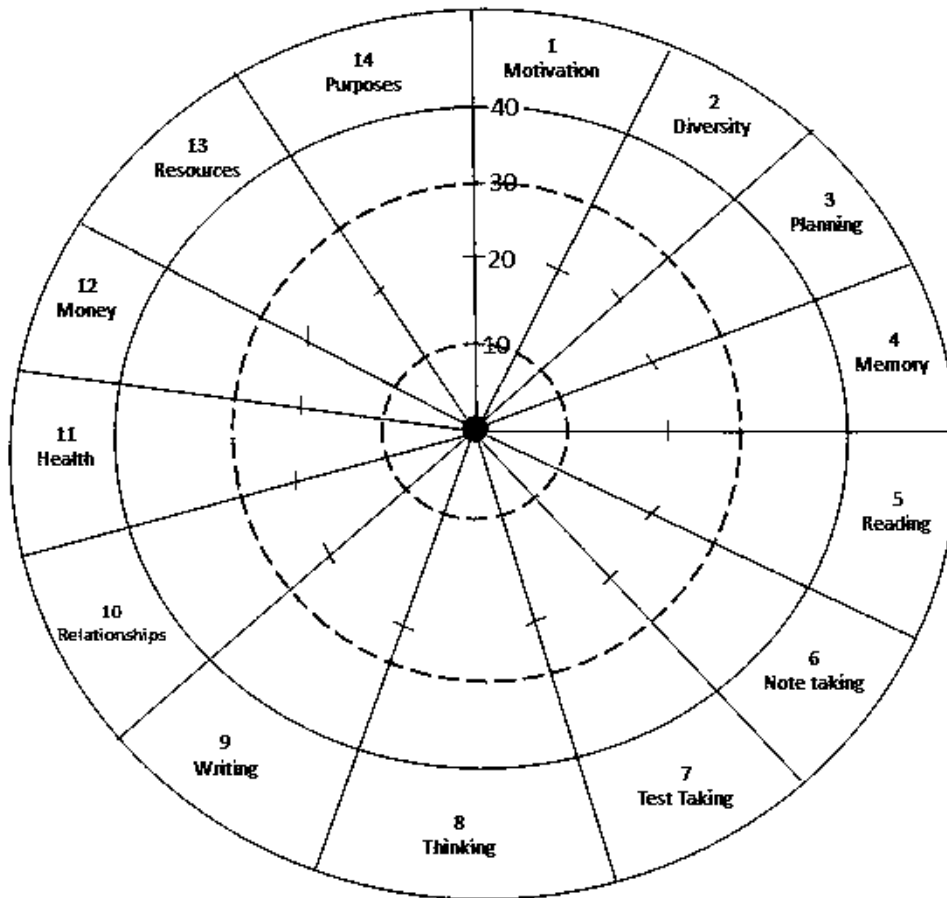 1
Motivation
2
Diversity
3
Planning
4
Memory
5
Reading
6
Note taking
7
Test Taking
8
Thinking
9
Writing
10
Relationships
11
Health
12
Money
13
Resources
14
Purposes
40
30
20
10